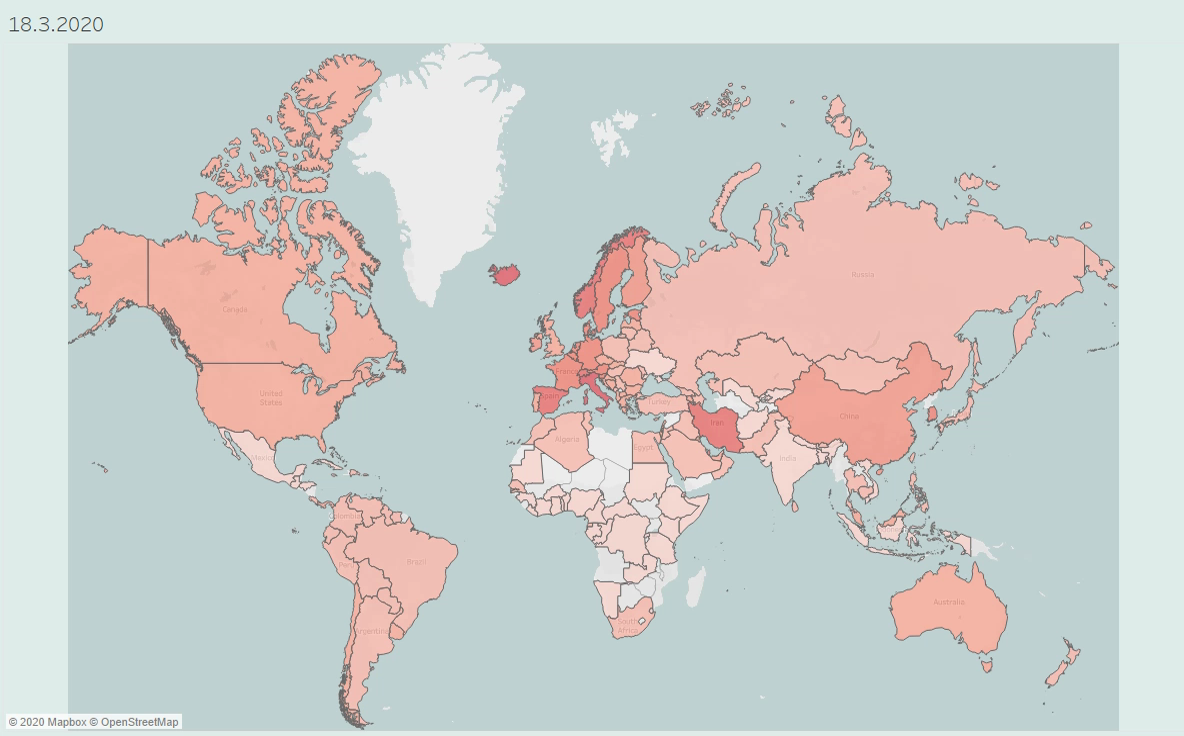 18.3.2020
Russia
Canada
France
United
States
Spain
Turkey
Iran
China
Algeria
Egypt
Mexico
India
Peru
Brazil
Australia
Argentina
South
Africa
© 2020 Mapbox © OpenStreetMap